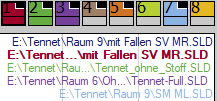 1 2 3 4 5 6 7 8
E:\Tennet\Raum 9\mit Fallen SV MR.SLD
E:\Tennet...\mit Fallen SV MR.SLD
E:\Tennet\Rau...\Tennet_ohne_Stoff.SLD
E:\Tennet\Raum 6\Oh...\Tennet-Full.SLD
E:\Tennet\Raum 9\SM ML.SLD